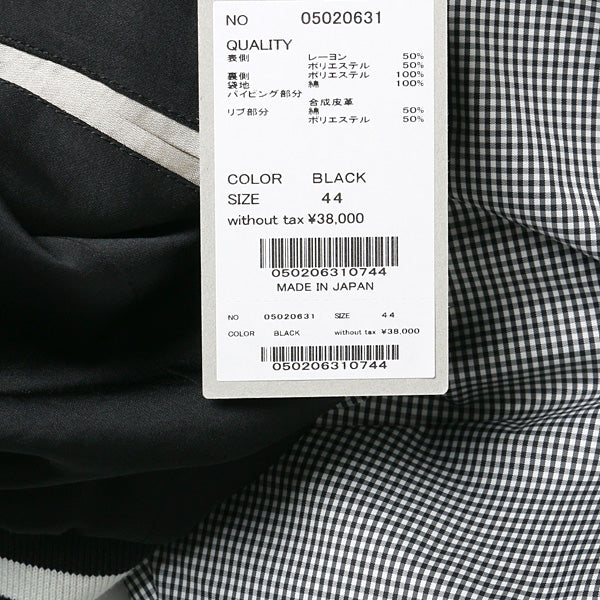 NO 05020631
QUALITY
表側 レーヨン 50%
ポリエステル 50%
裏側 ポリエステル 100%
袋地 綿 100%
パイピング部分
合成皮革
リブ部分 綿 50%
ポリエステル 50%
COLOR BLACK
SIZE 44
without tax ¥38,000
050206310744
MADE IN JAPAN
NO 05020631 SIZE 44
COLOR BLACK without tax ¥38,000
050206310744